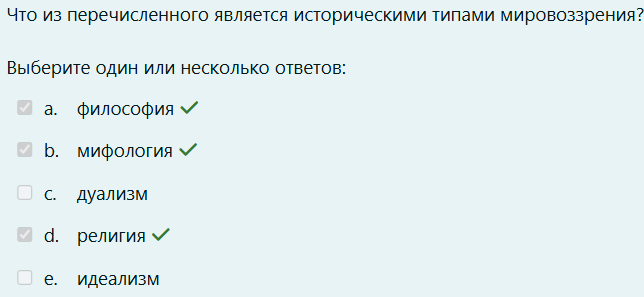 Что из перечисленного является историческими типами мировоззрения?
Выберите один или несколько ответов:
a. философия
b. мифология
c. дуализм
d. религия
e. идеализм